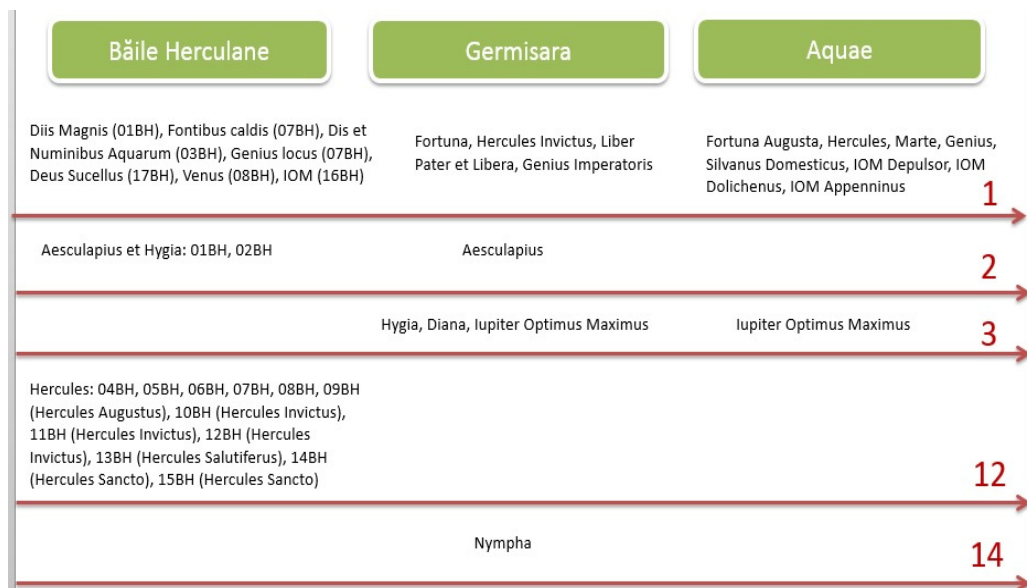 Băile Herculane
Germisara
Aquae
Diis Magnis (01BH), Fontibus caldis (07BH), Dis et
Numinibus Aquarum (03BH), Genius locus (07BH),
Deus Sucellus (17BH), Venus (08BH), IOM (16BH)
Fortuna, Hercules Invictus, Liber
Pater et Libera, Genius Imperatoris
Fortuna Augusta, Hercules, Marte, Genius,
Silvanus Domesticus, IOM Depulsor, IOM
Dolichenus, IOM Appenninus
1
Aesculapius et Hygia: 01BH, 02BH
Aesculapius
2
Hygia, Diana, Iupiter Optimus Maximus
Iupiter Optimus Maximus
3
Hercules: 04BH, 05BH, 06BH, 07BH, 08BH, 09BH
(Hercules Augustus), 10BH (Hercules Invictus),
11BH (Hercules Invictus), 12BH (Hercules
Invictus), 13BH (Hercules Salutiferus), 14BH
(Hercules Sancto), 15BH (Hercules Sancto)
12
Nympha
14